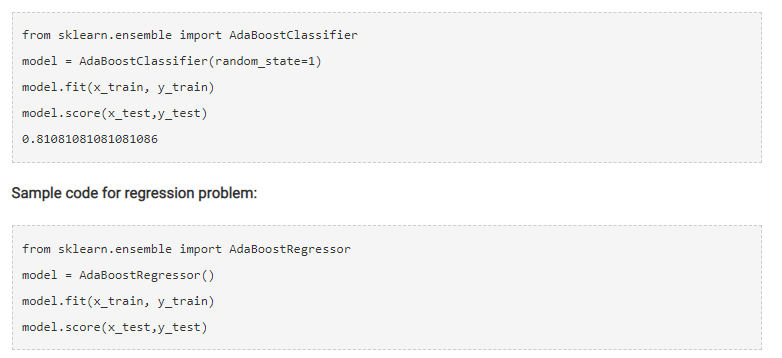 from sklearn.ensemble import AdaBoostClassifier
model = AdaBoostClassifier(random_state=1)
model.fit(x_train, y_train)
model.score(x_test,y_test)
0.81081081081081086
Sample code for regression problem:
from sklearn.ensemble import AdaBoostRegressor
model = AdaBoostRegressor()
model.fit(x_train, y_train)
model.score(x_test,y_test)